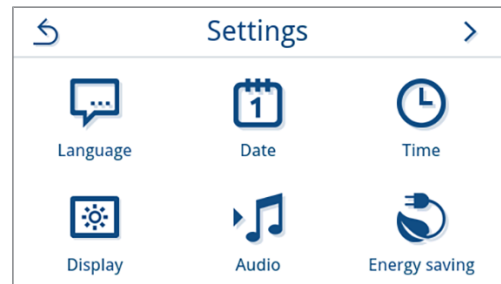 Settings
...
1
Language
Date
Time
Display
Audio
Energy saving